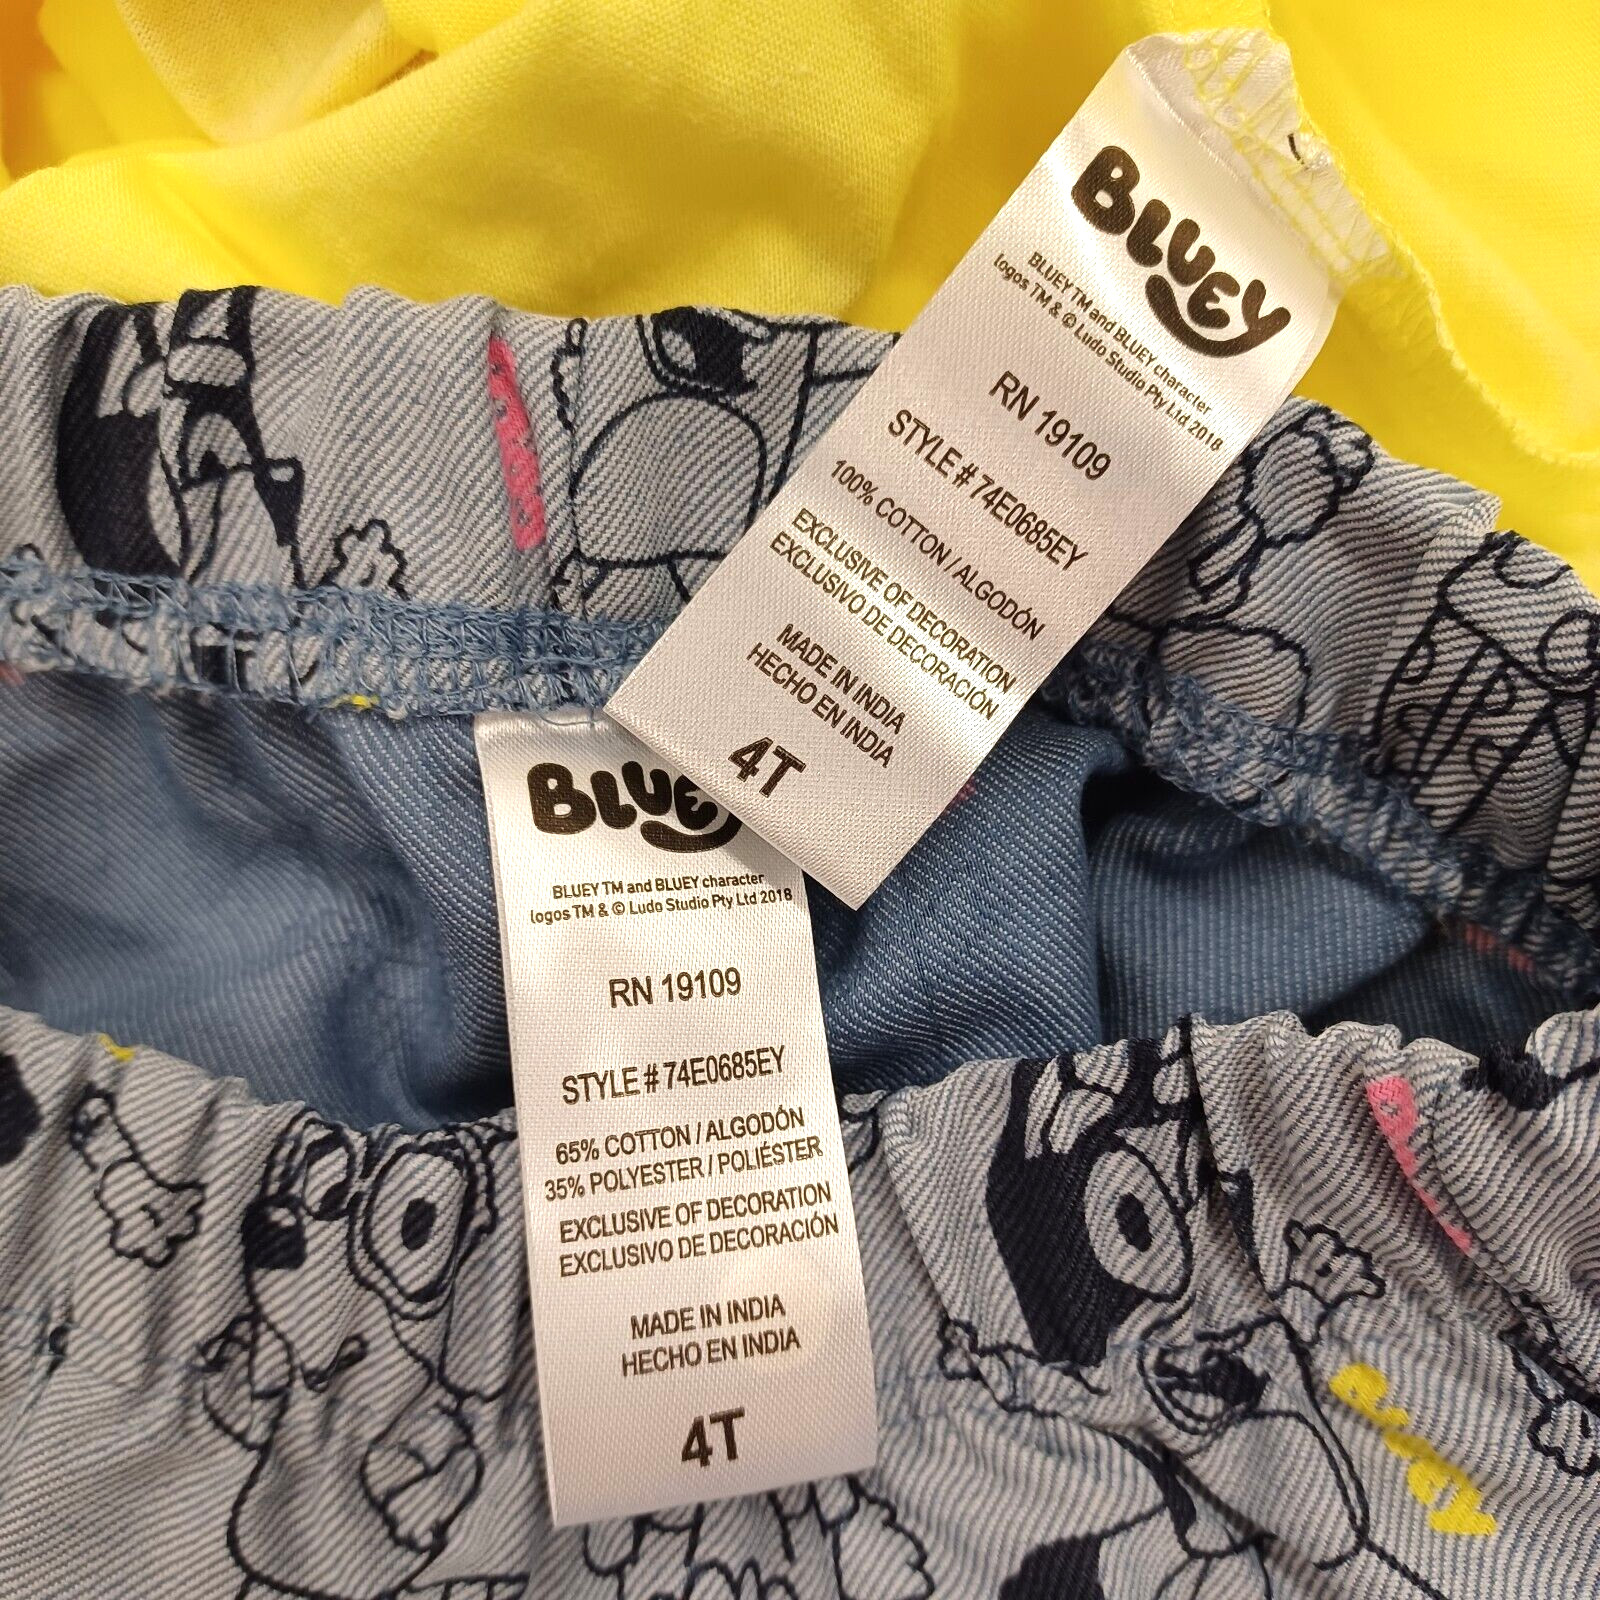 BLUEY
BLUEY TM and BLUEY character
logos TM & © Ludo Studio Pty Ltd 2018
RN 19109
STYLE # 74E0685EY
100% COTTON / ALGODÓN
EXCLUSIVE OF DECORATION
EXCLUSIVO DE DECORACIÓN
MADE IN INDIA
HECHO EN INDIA
4T
BLUEY
BLUEY TM and BLUEY character
logos TM & © Ludo Studio Pty Ltd 2018
RN 19109
STYLE # 74E0685EY
65% COTTON / ALGODÓN
35% POLYESTER / POLIÉSTER
EXCLUSIVE OF DECORATION
EXCLUSIVO DE DECORACIÓN
MADE IN INDIA
HECHO EN INDIA
4T
BLUEY